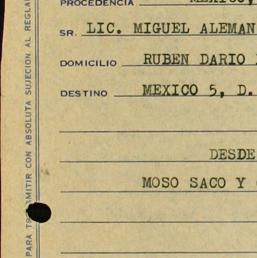 PROCEDENCIA MEXICO,
SR. LIC. MIGUEL ALEMAN
DOMICILIO RUBEN DARIO
DESTINO MEXICO 5, D.
DESDE
MOSO SACO Y
PARA TRANSMITIR CON ABSOLUTA SUJECION AL REGLA